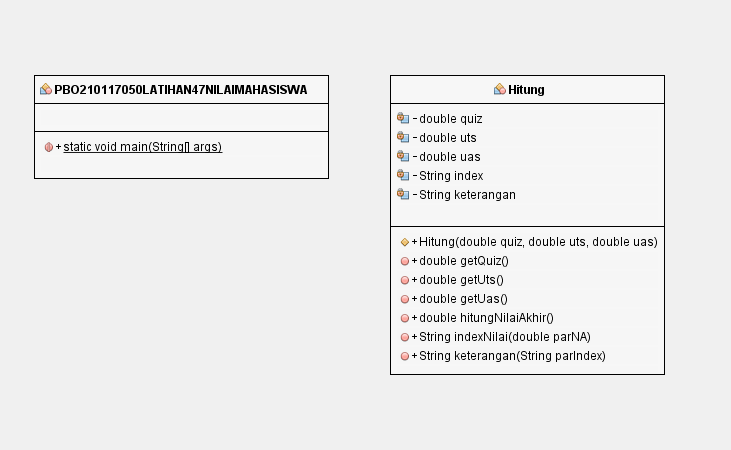 PBO210117050LATIHAN47NILAIMAHASISWA
+ static void main(String[] args)
Hitung
- double quiz
- double uts
- double uas
- String index
- String keterangan
+ Hitung(double quiz, double uts, double uas)
+ double getQuiz()
+ double getUts()
+ double getUas()
+ double hitungNilaiAkhir()
+ String indexNilai(double parNA)
+ String keterangan(String parIndex)